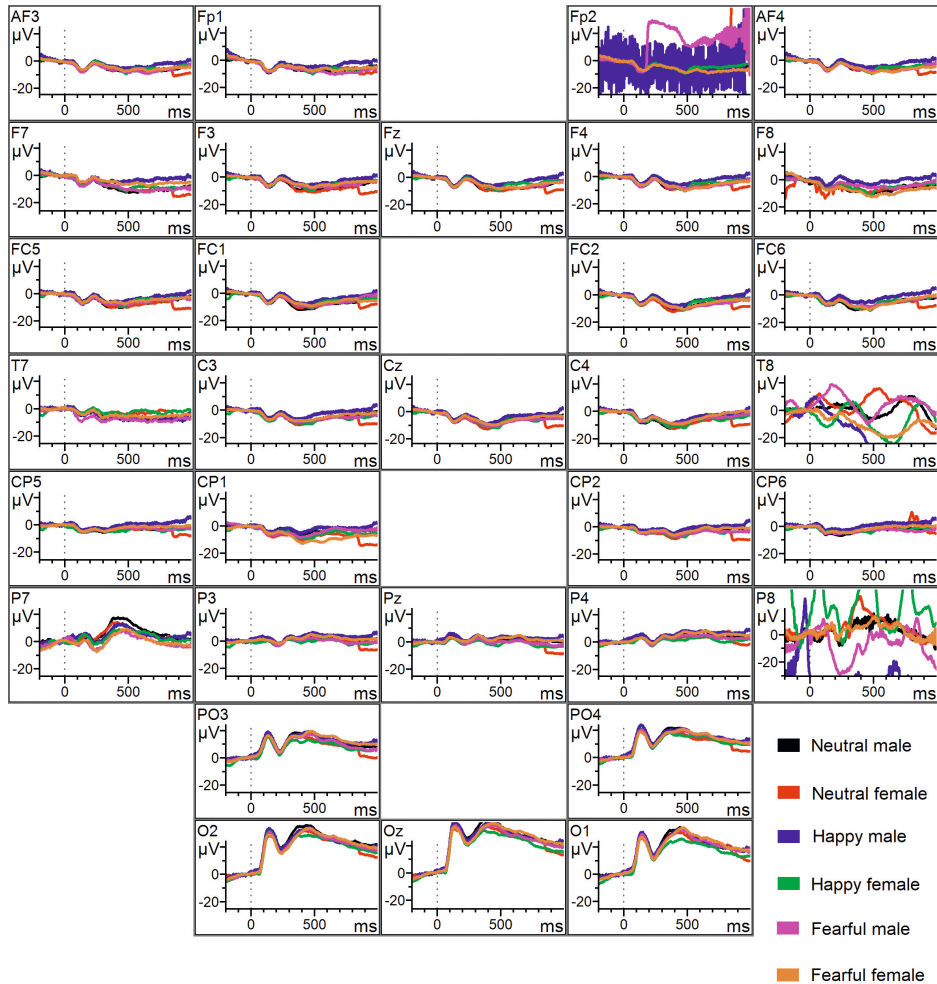 AF3 Fp1 Fp2 AF4
µV µV µV µV
0 0 0 0
-20 -20 -20 -20
0 500 0 500 0 500 0 500
ms ms ms ms
F7 F3 Fz F4 F8
µV µV µV µV µV
0 0 0 0 0
-20 -20 -20 -20 -20
0 500 0 500 0 500 0 500 0 500
ms ms ms ms ms
FC5 FC1 FC2 FC6
µV µV µV µV
0 0 0 0
-20 -20 -20 -20
0 500 0 500 0 500 0 500
ms ms ms ms
T7 C3 Cz C4 T8
µV µV µV µV µV
0 0 0 0 0
-20 -20 -20 -20 -20
0 500 0 500 0 500 0 500 0 500
ms ms ms ms ms
CP5 CP1 CP2 CP6
µV µV µV µV
0 0 0 0
-20 -20 -20 -20
0 500 0 500 0 500 0 500
ms ms ms ms
P7 P3 Pz P4 P8
µV µV µV µV µV
0 0 0 0 0
-20 -20 -20 -20 -20
0 500 0 500 0 500 0 500 0 500
ms ms ms ms ms
PO3 PO4
µV µV
0 0
-20 -20
0 500 0 500
ms ms
O2 Oz O1
µV µV µV
0 0 0
-20 -20 -20
0 500 0 500 0 500
ms ms ms
Neutral male
Neutral female
Happy male
Happy female
Fearful male
Fearful female